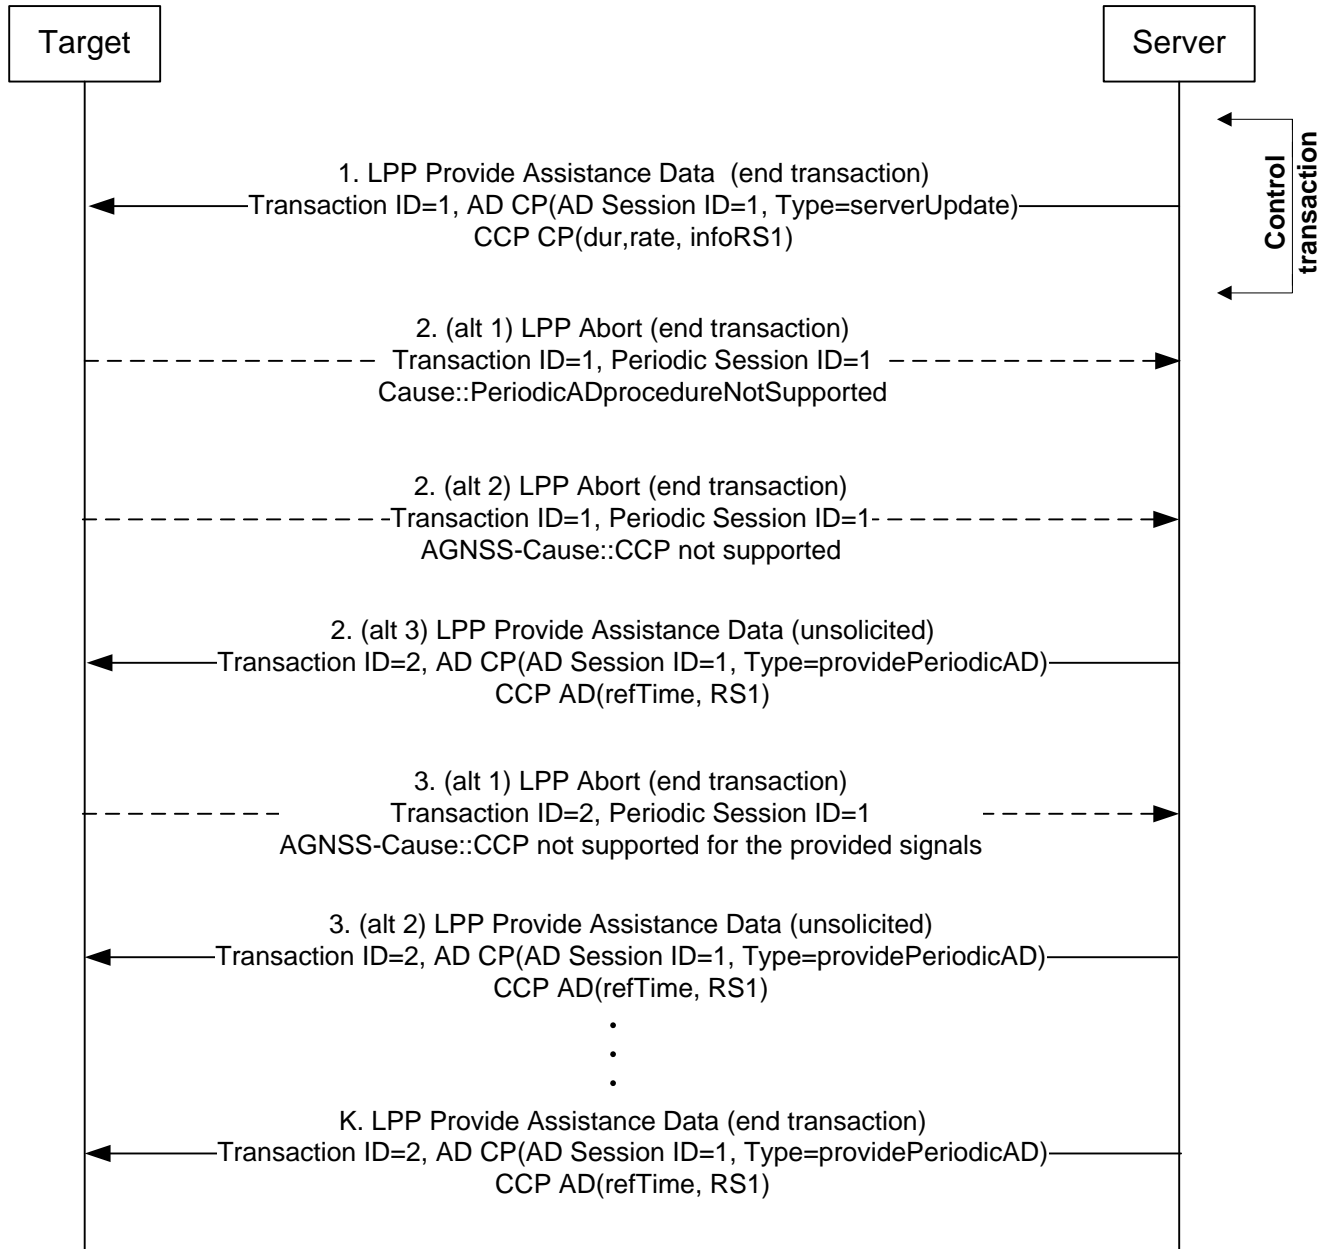 Target
Server
Control
transaction
1. LPP Provide Assistance Data  (end transaction)
Transaction ID=1, AD CP(AD Session ID=1, Type=serverUpdate)
CCP CP(dur,rate, infoRS1)
2. (alt 1) LPP Abort (end transaction)
Transaction ID=1, Periodic Session ID=1
Cause::PeriodicADprocedureNotSupported
2. (alt 2) LPP Abort (end transaction)
Transaction ID=1, Periodic Session ID=1
AGNSS-Cause::CCP not supported
2. (alt 3) LPP Provide Assistance Data (unsolicited)
Transaction ID=2, AD CP(AD Session ID=1, Type=providePeriodicAD)
CCP AD(refTime, RS1)
3. (alt 1) LPP Abort (end transaction)
Transaction ID=2, Periodic Session ID=1
AGNSS-Cause::CCP not supported for the provided signals
3. (alt 2) LPP Provide Assistance Data (unsolicited)
Transaction ID=2, AD CP(AD Session ID=1, Type=providePeriodicAD)
CCP AD(refTime, RS1)
K. LPP Provide Assistance Data (end transaction)
Transaction ID=2, AD CP(AD Session ID=1, Type=providePeriodicAD)
CCP AD(refTime, RS1)